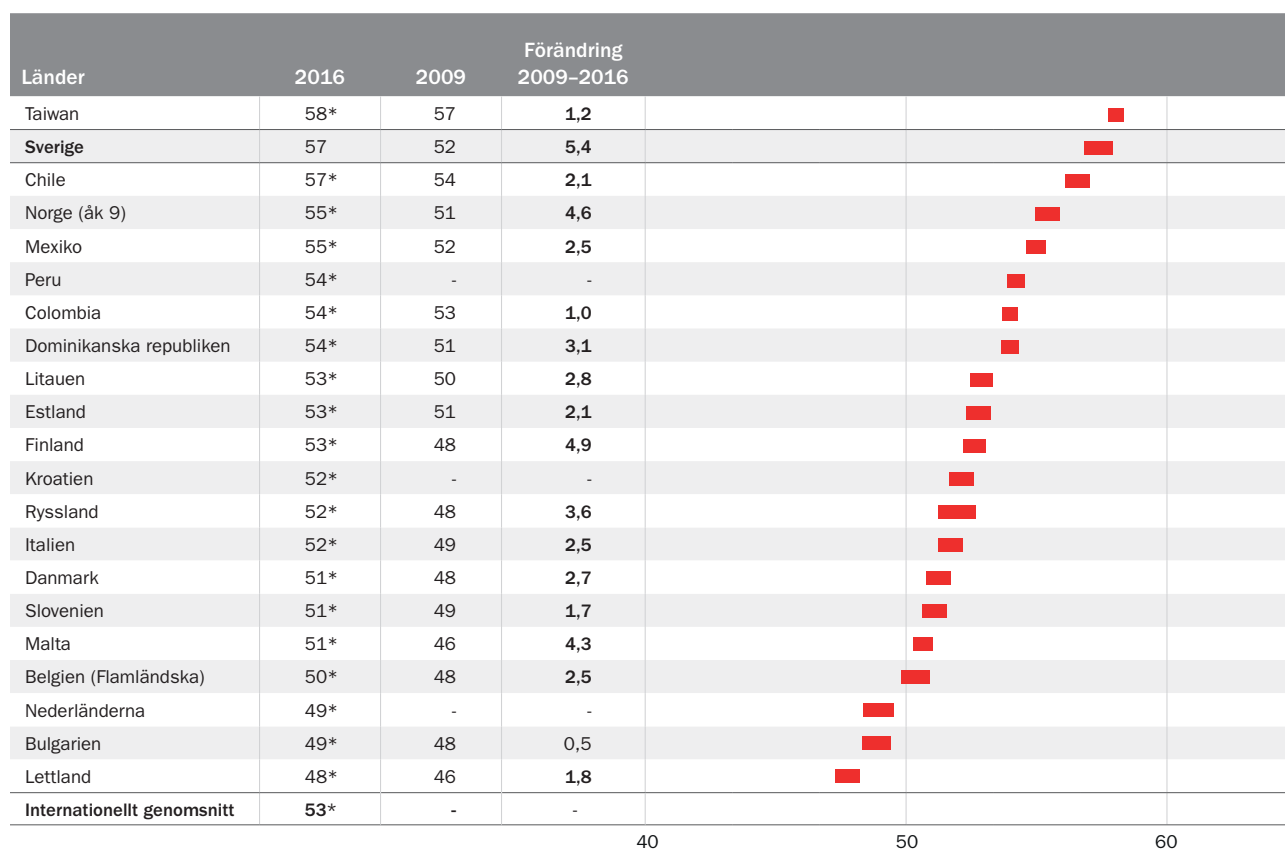 Förändring
Länder 2016 2009 2009–2016
Taiwan 58* 57 1,2
Sverige 57 52 5,4
Chile 57* 54 2,1
Norge (åk 9) 55* 51 4,6
Mexiko 55* 52 2,5
Peru 54* - -
Colombia 54* 53 1,0
Dominikanska republiken 54* 51 3,1
Litauen 53* 50 2,8
Estland 53* 51 2,1
Finland 53* 48 4,9
Kroatien 52* - -
Ryssland 52* 48 3,6
Italien 52* 49 2,5
Danmark 51* 48 2,7
Slovenien 51* 49 1,7
Malta 51* 46 4,3
Belgien (Flamländska) 50* 48 2,5
Nederländerna 49* - -
Bulgarien 49* 48 0,5
Lettland 48* 46 1,8
Internationellt genomsnitt 53* - -
40 50 60